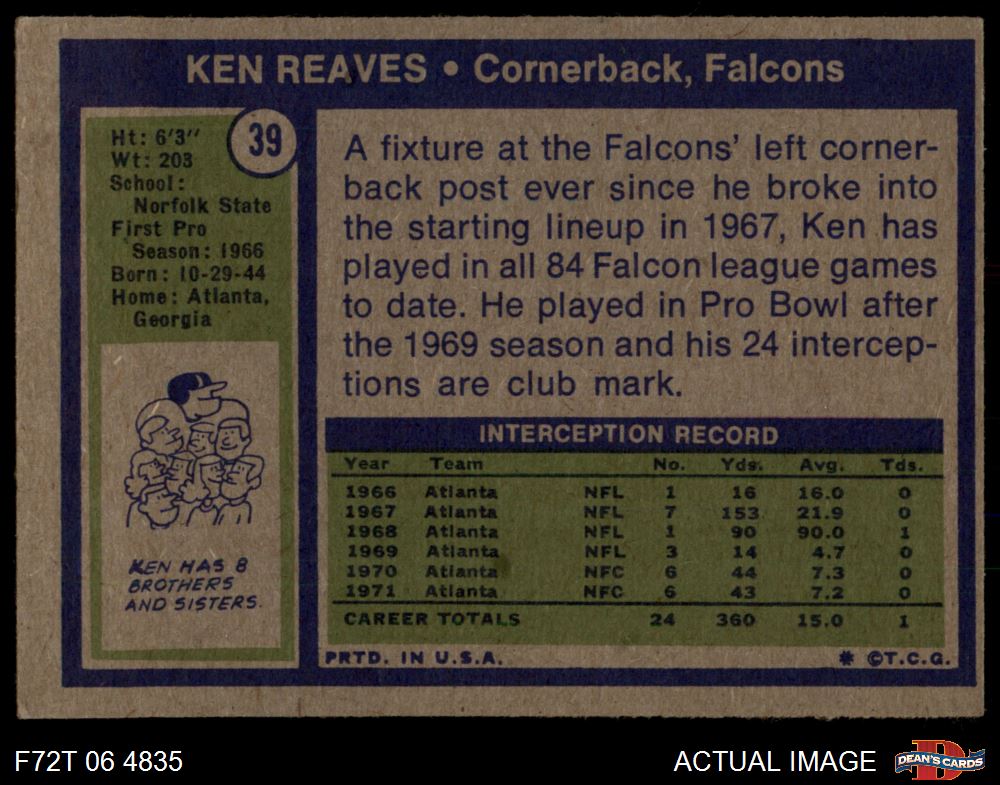 KEN REAVES • Cornerback, Falcons
39
Ht: 6'3''
Wt: 203
School:
Norfolk State
First Pro
Season: 1966
Born: 10-29-44
Home: Atlanta,
Georgia
KEN HAS 8
BROTHERS
AND SISTERS.
A fixture at the Falcons' left corner-
back post ever since he broke into
the starting lineup in 1967, Ken has
played in all 84 Falcon league games
to date. He played in Pro Bowl after
the 1969 season and his 24 intercep-
tions are club mark.
INTERCEPTION RECORD
Year Team No. Yds. Avg. Tds.
1966 Atlanta NFL 1 16 16.0 0
1967 Atlanta NFL 7 153 21.9 0
1968 Atlanta NFL 1 90 90.0 1
1969 Atlanta NFL 3 14 4.7 0
1970 Atlanta NFC 6 44 7.3 0
1971 Atlanta NFC 6 43 7.2 0
CAREER TOTALS 24 360 15.0 1
PRTD. IN U.S.A. * ©T.C.G.
F72T 06 4835 ACTUAL IMAGE
D
DEAN'S CARDS